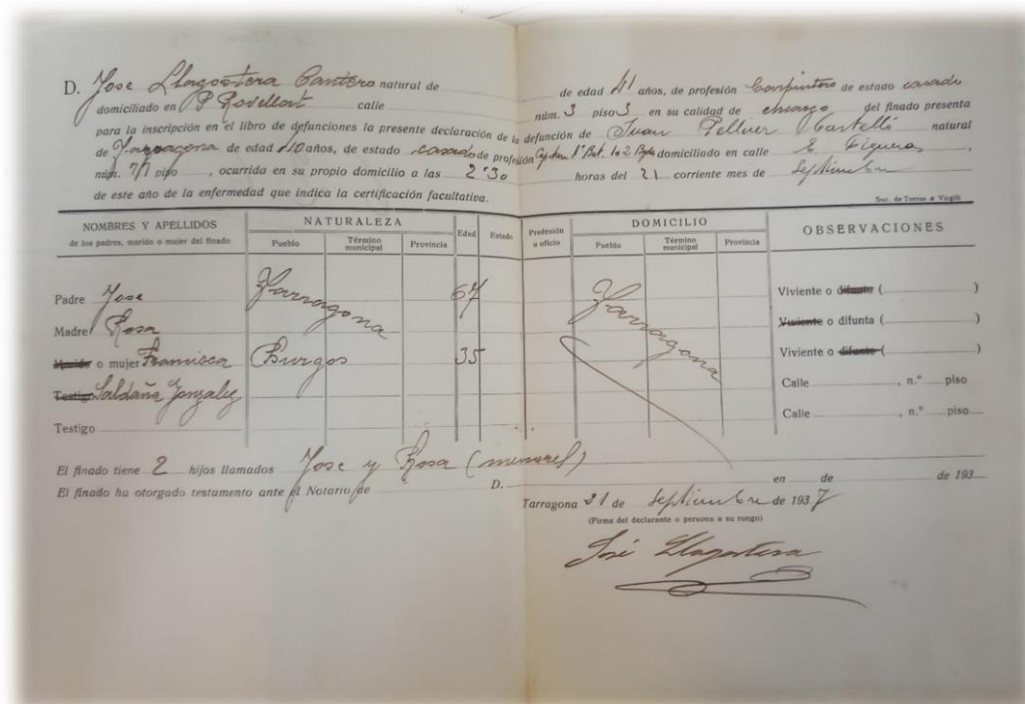 D. Jose Llagostera Cantero natural de de edad 41 años, de profesión Carpintero de estado casado
domiciliado en P Rovellat calle núm. 3 piso 3 en su calidad de encargo del finado presenta
para la inscripción en el libro de defunciones la presente declaración de la defunción de Juan Pellicer Martelli natural
de Tarragona de edad 40 años, de estado casado de profesión Capitan 1º Bat. domiciliado en calle E Figueras,
núm. 7/1 piso , ocurrida en su propio domicilio a las 2'30 horas del 21 corriente mes de Septiembre
de este año de la enfermedad que indica la certificación facultativa.
Suc. de Torres & Virgili
NOMBRES Y APELLIDOS NATURALEZA Edad Estado Profesión DOMICILIO OBSERVACIONES
de los padres, marido o mujer del finado Pueblo Término municipal Provincia u oficio Pueblo Término municipal Provincia
Padre Jose Tarragona 67 Tarragona Viviente o difunto ( )
Madre Rosa Viviente o difunta ( )
Marido o mujer Francisca Burgos 35 Viviente o difunto ( )
Testigo Saldaña Gonzalez Calle , n.º piso
Testigo Calle , n.º piso
El finado tiene 2 hijos llamados Jose y Rosa (menores)
El finado ha otorgado testamento ante el Notario de D. en de de 193
Tarragona 21 de Septiembre de 1937
(Firma del declarante o persona a su ruego)
José Llagostera